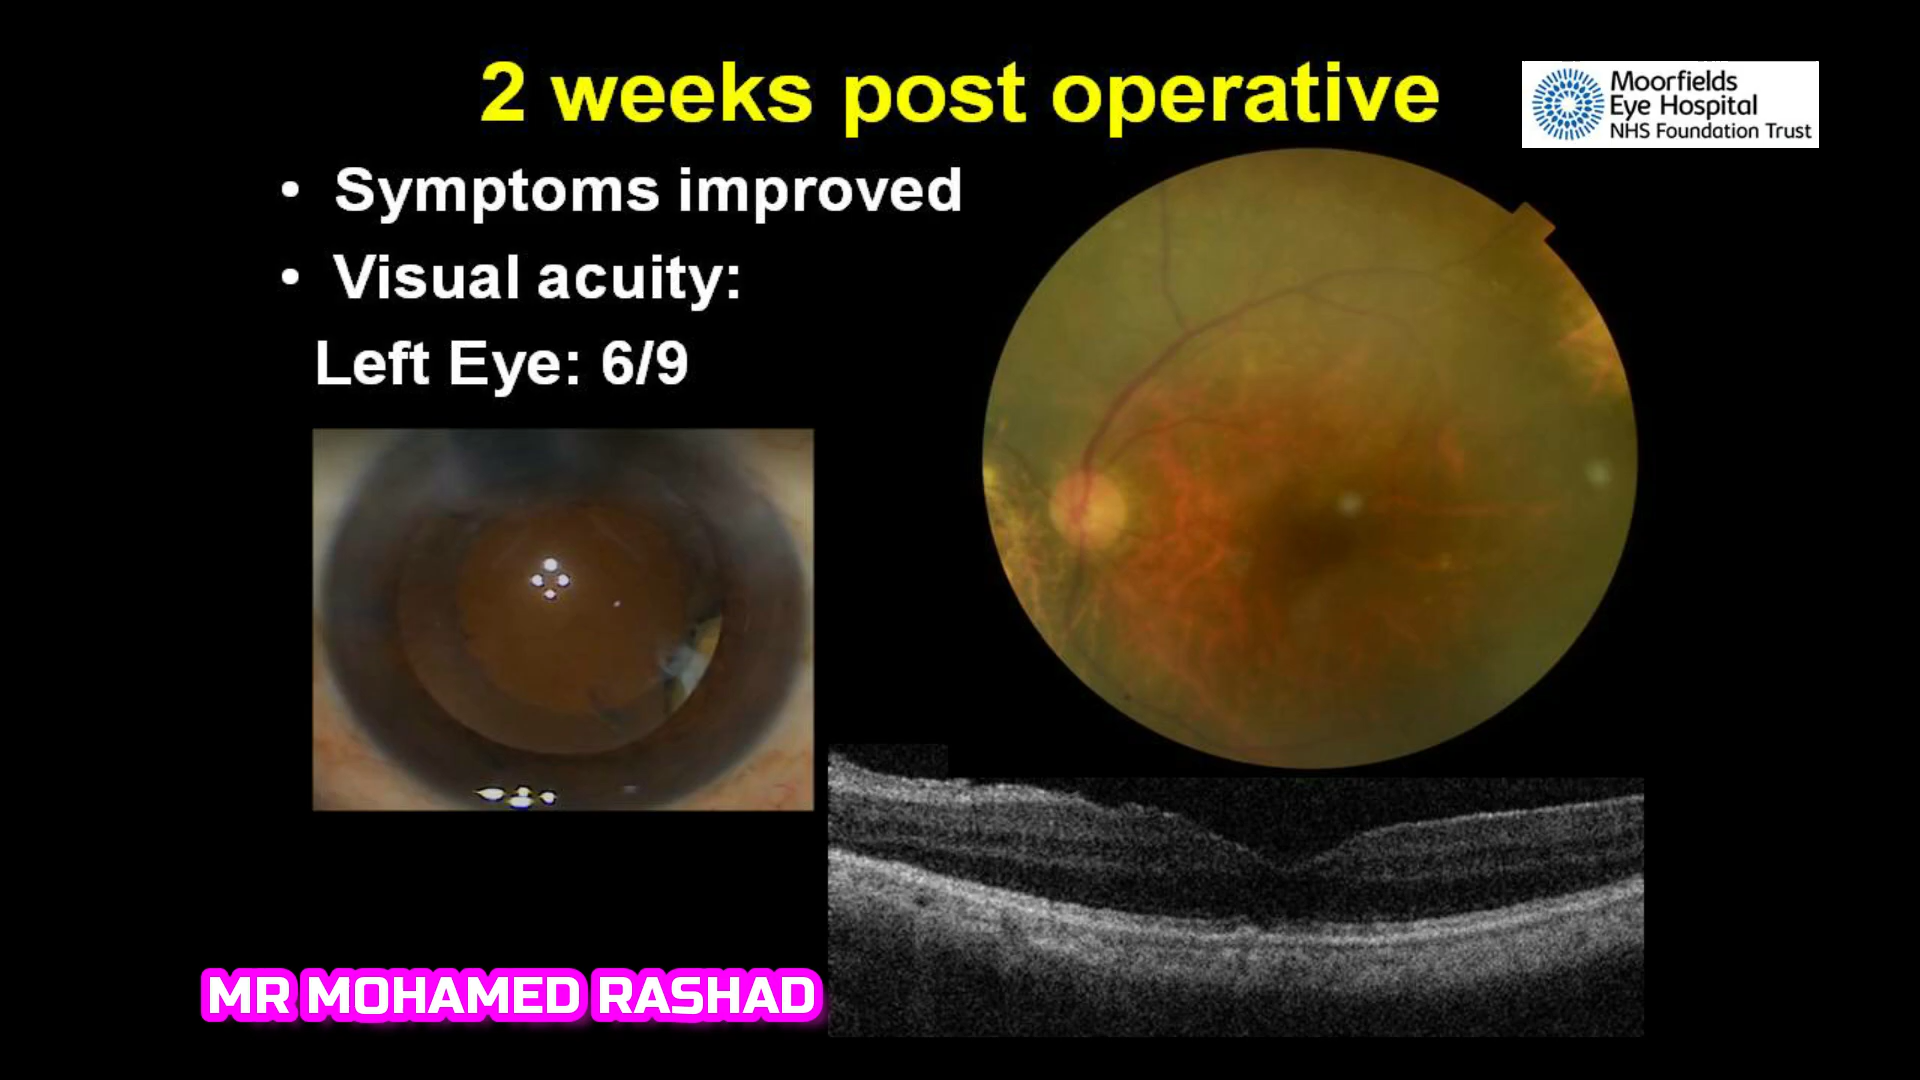 2 weeks post operative
Moorfields
Eye Hospital
NHS Foundation Trust
• Symptoms improved
• Visual acuity:
Left Eye: 6/9
MR MOHAMED RASHAD